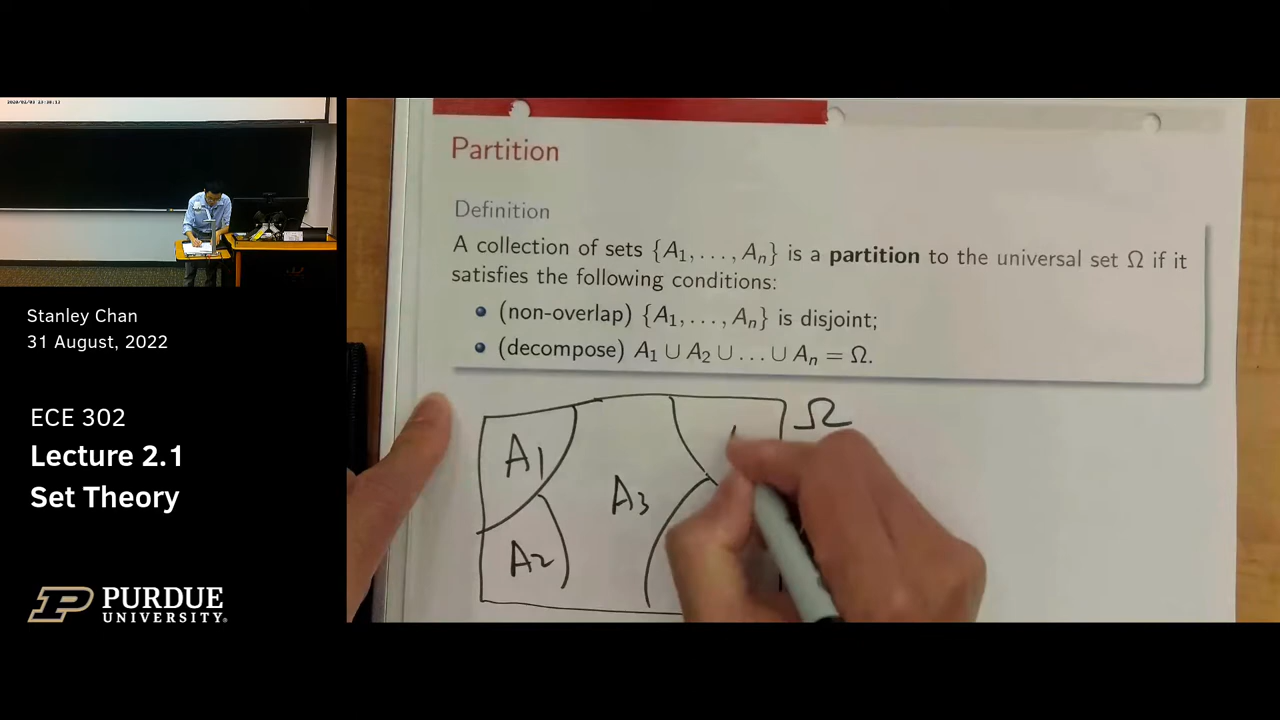 Partition
Definition
A collection of sets {A₁, . . . , Aₙ} is a partition to the universal set Ω if it
satisfies the following conditions:
(non-overlap) {A₁, . . . , Aₙ} is disjoint;
(decompose) A₁ ∪ A₂ ∪ . . . ∪ Aₙ = Ω.
Ω
A1
A3
A2
Stanley Chan
31 August, 2022
ECE 302
Lecture 2.1
Set Theory
P PURDUE
UNIVERSITY.